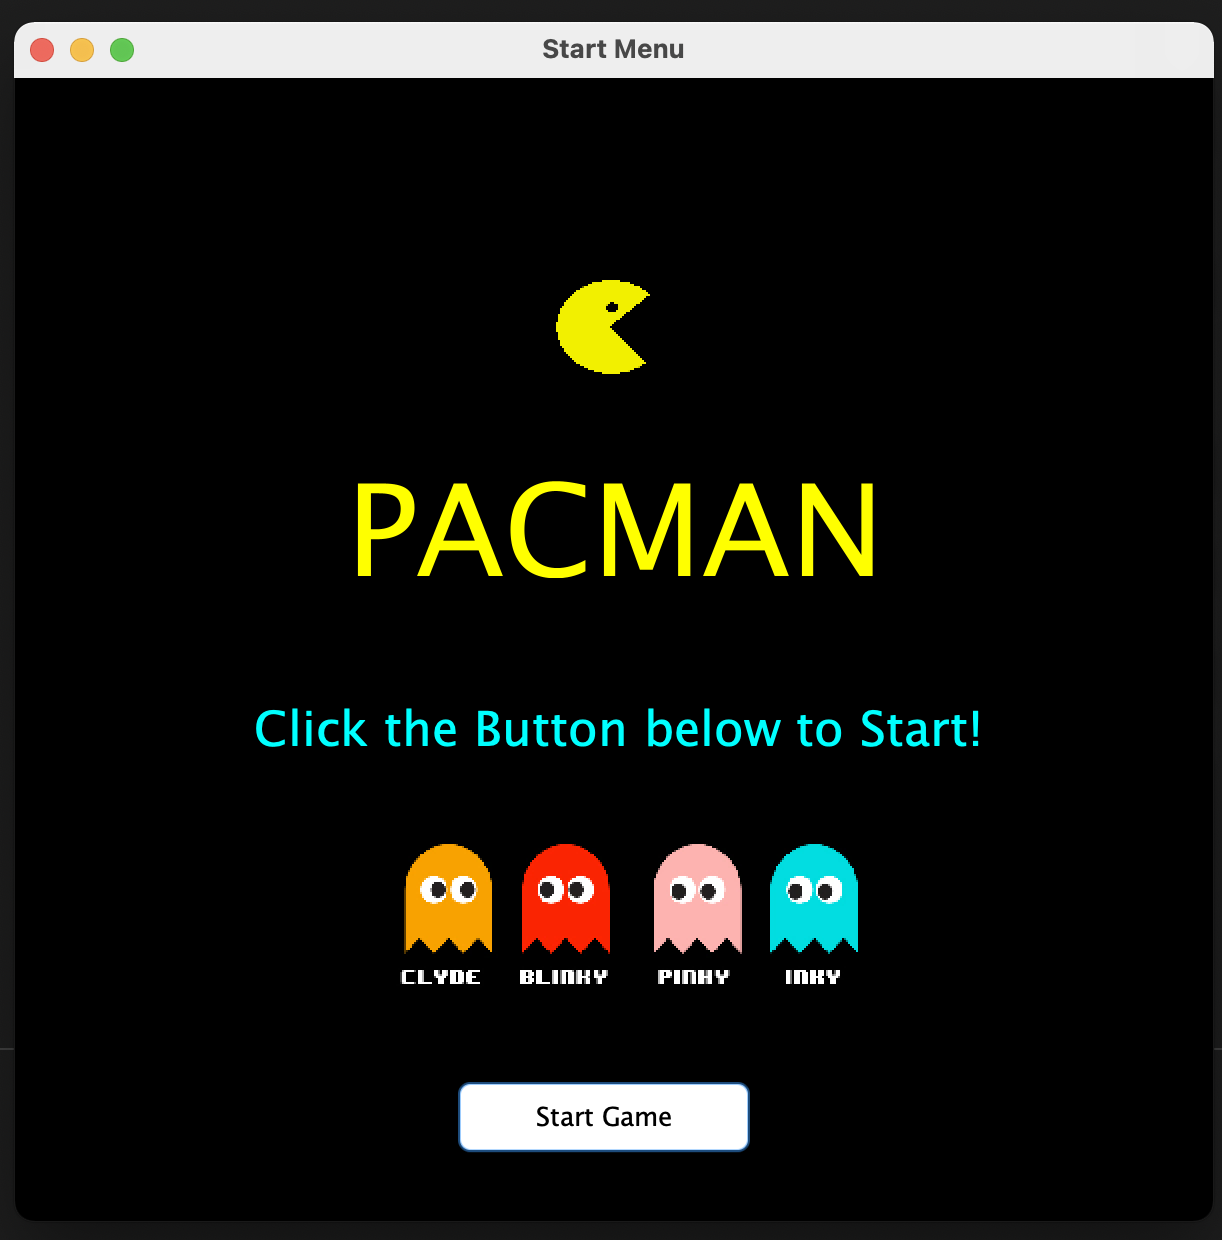 Start Menu
PACMAN
Click the Button below to Start!
CLYDE BLINKY PINKY INKY
Start Game